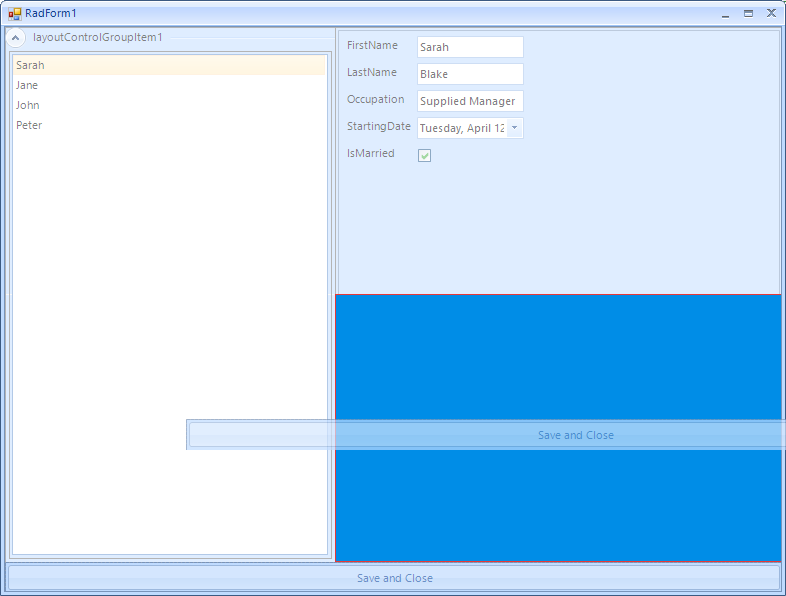 RadForm1
layoutControlGroupItem1
Sarah
Jane
John
Peter
FirstName Sarah
LastName Blake
Occupation Supplied Manager
StartingDate Tuesday, April 12
IsMarried
Save and Close
Save and Close